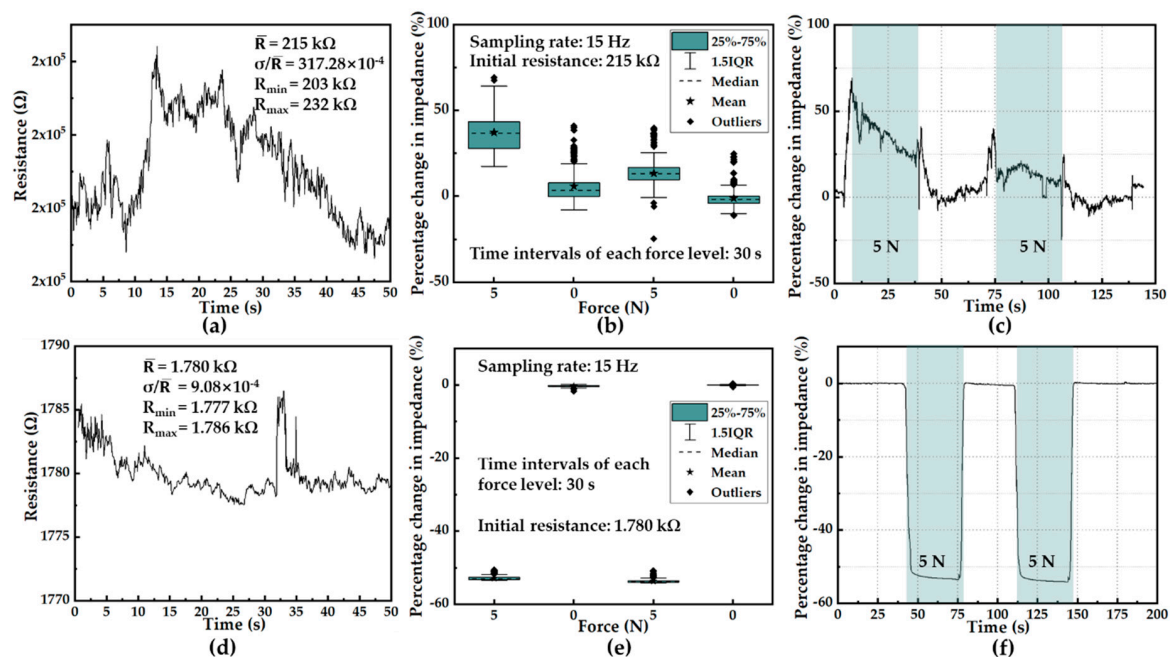 2x10⁵
2x10⁵
2x10⁵
2x10⁵
Resistance (Ω)
R̄ = 215 kΩ
σ/R̄ = 317.28×10⁻⁴
Rₘᵢₙ = 203 kΩ
Rₘₐₓ = 232 kΩ
0 5 10 15 20 25 30 35 40 45 50
Time (s)
(a)
100
50
0
-50
Percentage change in impedance (%)
Sampling rate: 15 Hz
Initial resistance: 215 kΩ
25%-75%
1.5IQR
Median
Mean
Outliers
Time intervals of each force level: 30 s
5 0 5 0
Force (N)
(b)
100
50
0
-50
Percentage change in impedance (%)
5 N
5 N
0 25 50 75 100 125 150
Time (s)
(c)
1790
1785
1780
1775
1770
Resistance (Ω)
R̄ = 1.780 kΩ
σ/R̄ = 9.08×10⁻⁴
Rₘᵢₙ = 1.777 kΩ
Rₘₐₓ = 1.786 kΩ
0 5 10 15 20 25 30 35 40 45 50
Time (s)
(d)
0
-20
-40
-60
Percentage change in impedance (%)
Sampling rate: 15 Hz
25%-75%
1.5IQR
Median
Mean
Outliers
Time intervals of each
force level: 30 s
Initial resistance: 1.780 kΩ
5 0 5 0
Force (N)
(e)
0
-20
-40
-60
Percentage change in impedance (%)
5 N
5 N
0 25 50 75 100 125 150 175 200
Time (s)
(f)